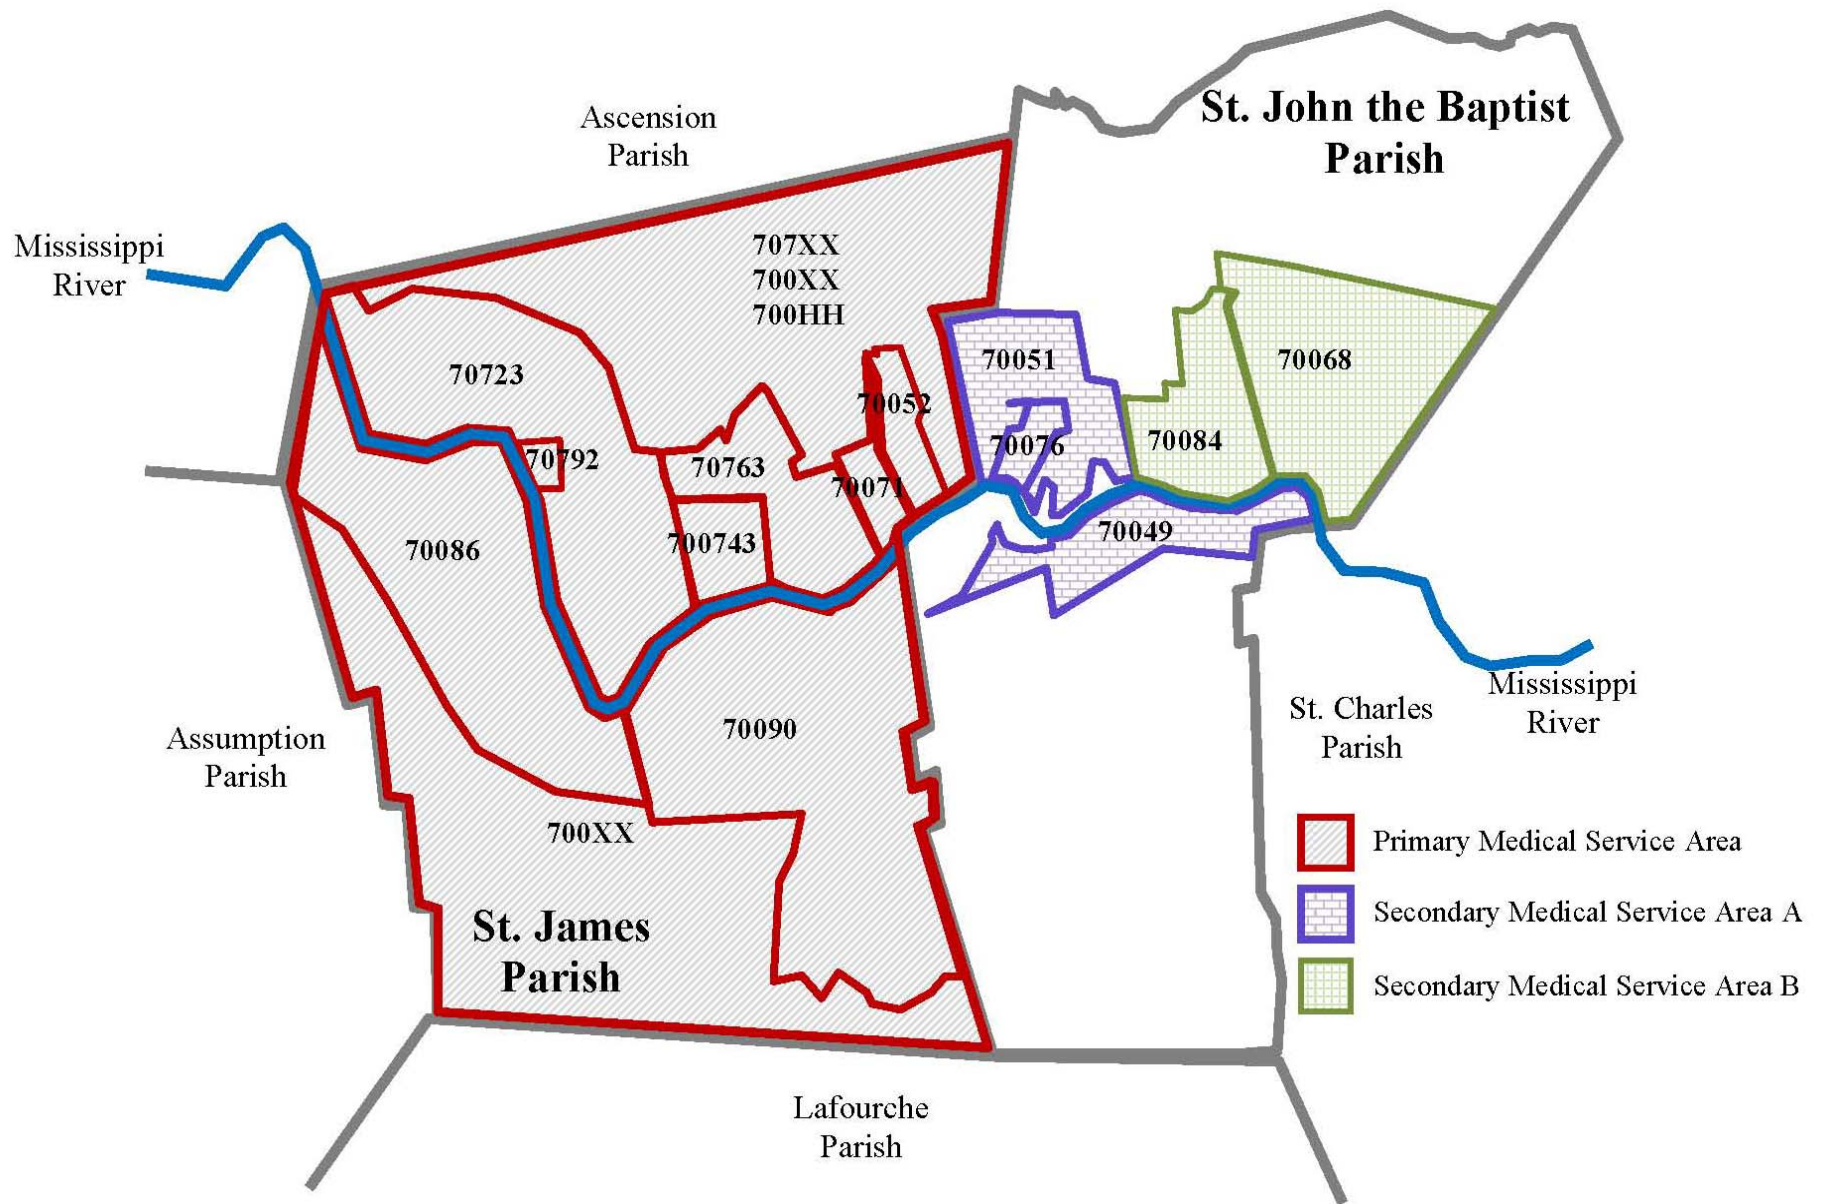 St. John the Baptist
Parish
Ascension
Parish
Mississippi
River
707XX
700XX
700HH
70723
70052
70051
70068
70792
70763
70071
70076
70084
70086
700743
70049
70090
Mississippi
River
St. Charles
Parish
Assumption
Parish
700XX
Primary Medical Service Area
Secondary Medical Service Area A
Secondary Medical Service Area B
St. James
Parish
Lafourche
Parish